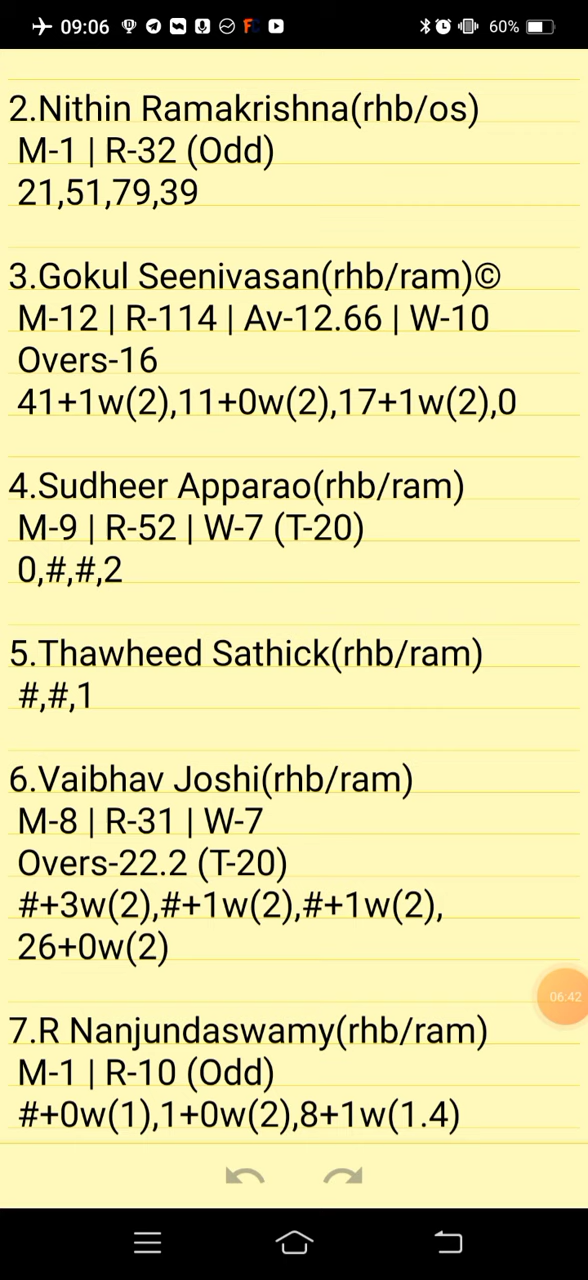 09:06
60%
2.Nithin Ramakrishna(rhb/os)
M-1 | R-32 (Odd)
21,51,79,39
3.Gokul Seenivasan(rhb/ram)©
M-12 | R-114 | Av-12.66 | W-10
Overs-16
41+1w(2),11+0w(2),17+1w(2),0
4.Sudheer Apparao(rhb/ram)
M-9 | R-52 | W-7 (T-20)
0,#,#,2
5.Thawheed Sathick(rhb/ram)
#,#,1
6.Vaibhav Joshi(rhb/ram)
M-8 | R-31 | W-7
Overs-22.2 (T-20)
#+3w(2),#+1w(2),#+1w(2),
26+0w(2)
06:42
7.R Nanjundaswamy(rhb/ram)
M-1 | R-10 (Odd)
#+0w(1),1+0w(2),8+1w(1.4)